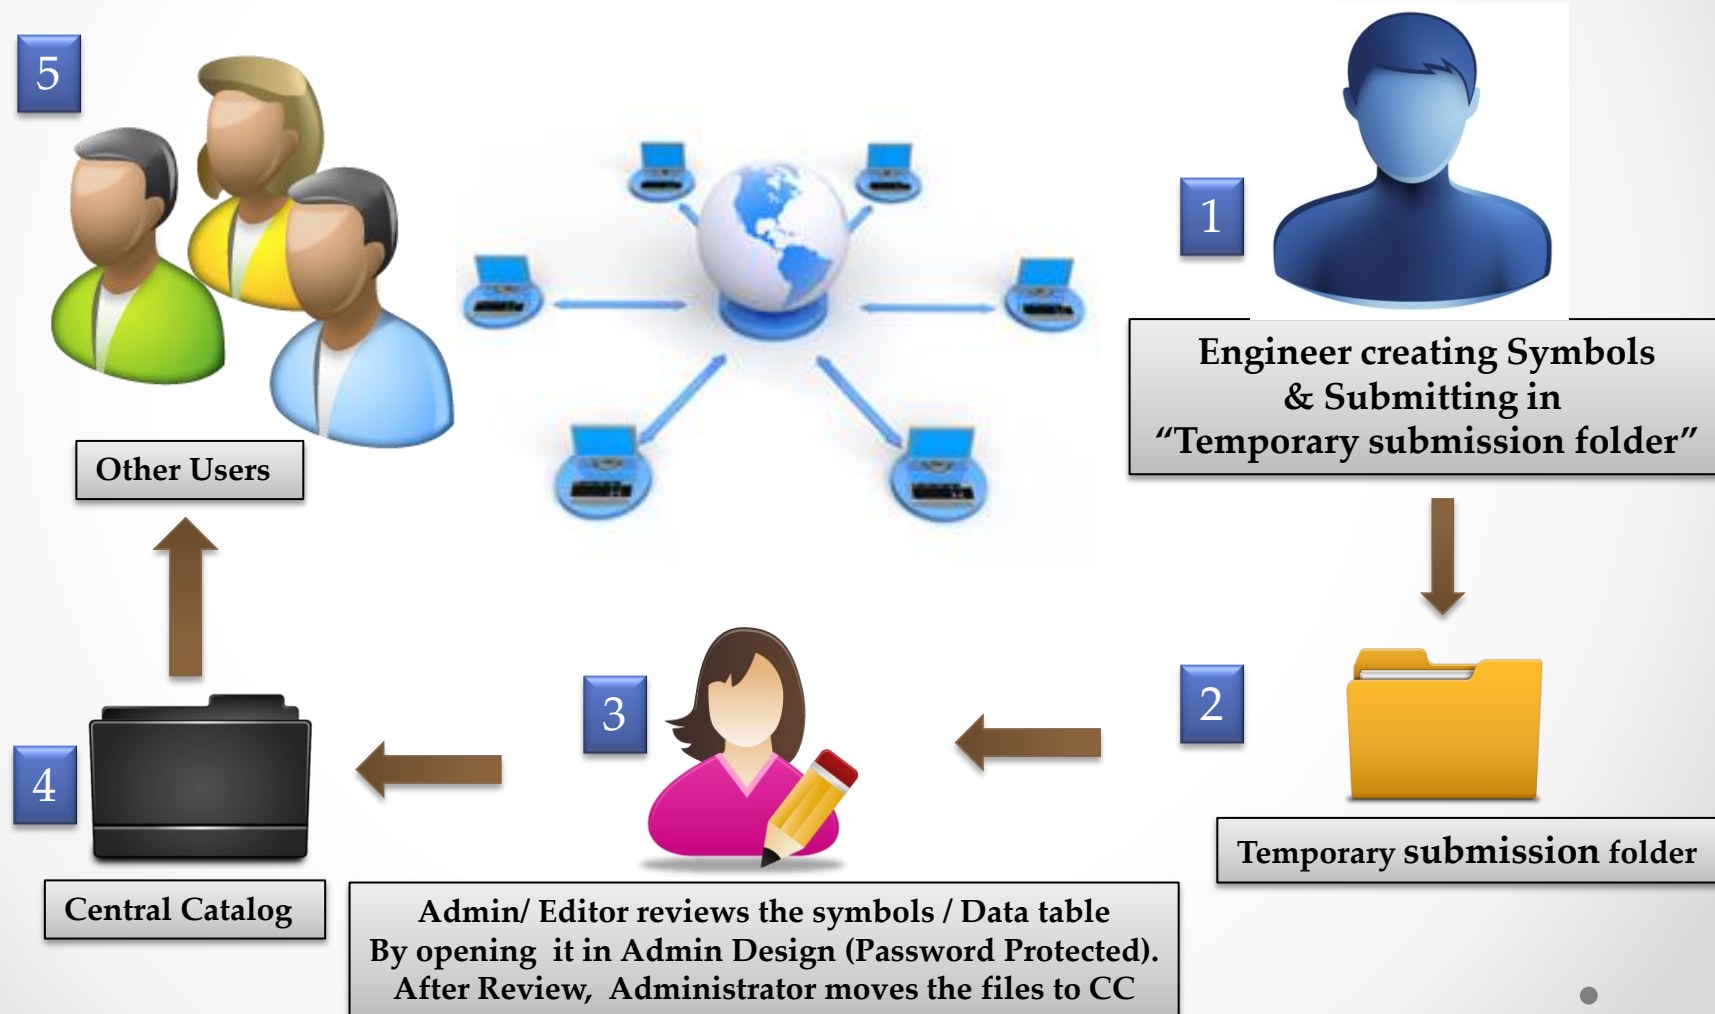 5
1
Engineer creating Symbols
& Submitting in
“Temporary submission folder”
Other Users
2
Temporary submission folder
3
Admin/ Editor reviews the symbols / Data table
By opening it in Admin Design (Password Protected).
After Review, Administrator moves the files to CC
4
Central Catalog